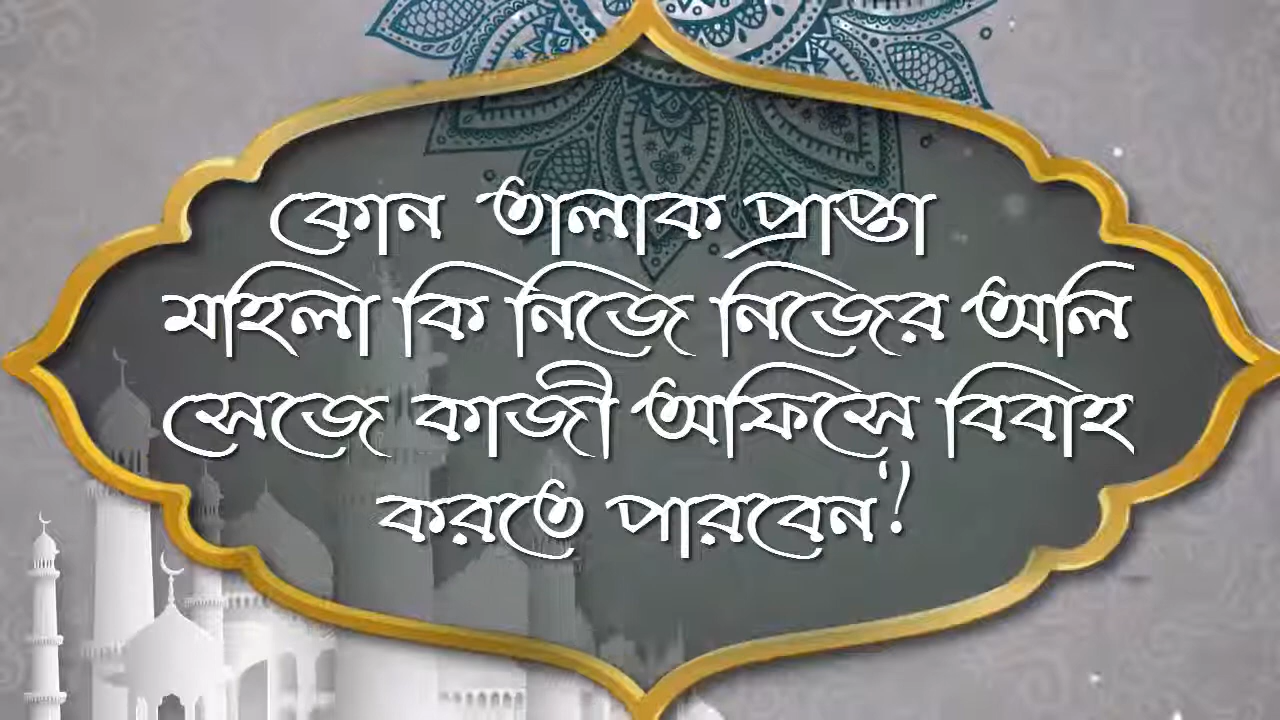 কোন তালাক প্রাপ্তা
মহিলা কি নিজে নিজের অলি
সেজে কাজী অফিসে বিবাহ
করতে পারবেন?